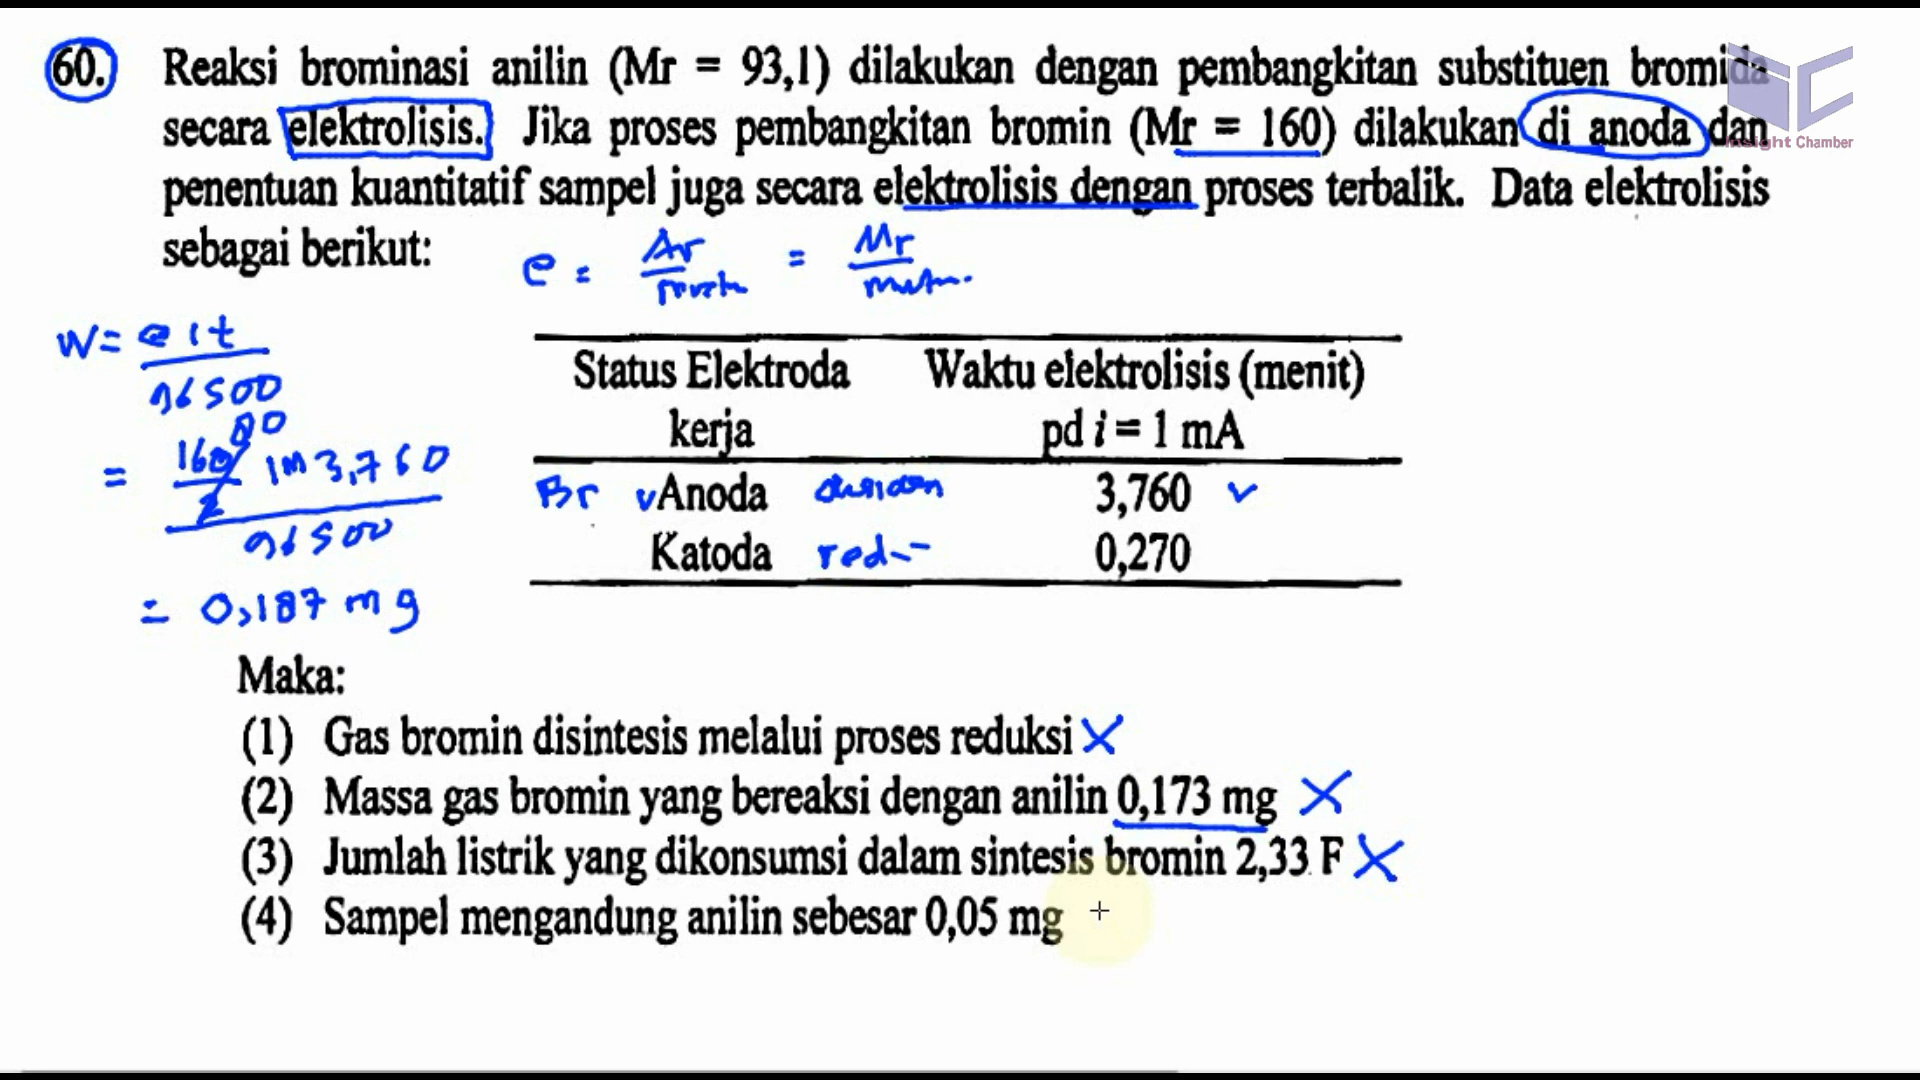 60. Reaksi brominasi anilin (Mr = 93,1) dilakukan dengan pembangkitan substituen bromida
secara elektrolisis. Jika proses pembangkitan bromin (Mr = 160) dilakukan di anoda dan
Insight Chamber
penentuan kuantitatif sampel juga secara elektrolisis dengan proses terbalik. Data elektrolisis
sebagai berikut:
e = Ar = Mr
W = e i t
96500
Status Elektroda Waktu elektrolisis (menit)
kerja pd i = 1 mA
80
= 160 1 m 3,760
2
96500
Br v Anoda 3,760 v
Katoda red 0,270
= 0,187 mg
Maka:
(1) Gas bromin disintesis melalui proses reduksi X
(2) Massa gas bromin yang bereaksi dengan anilin 0,173 mg X
(3) Jumlah listrik yang dikonsumsi dalam sintesis bromin 2,33 F X
(4) Sampel mengandung anilin sebesar 0,05 mg